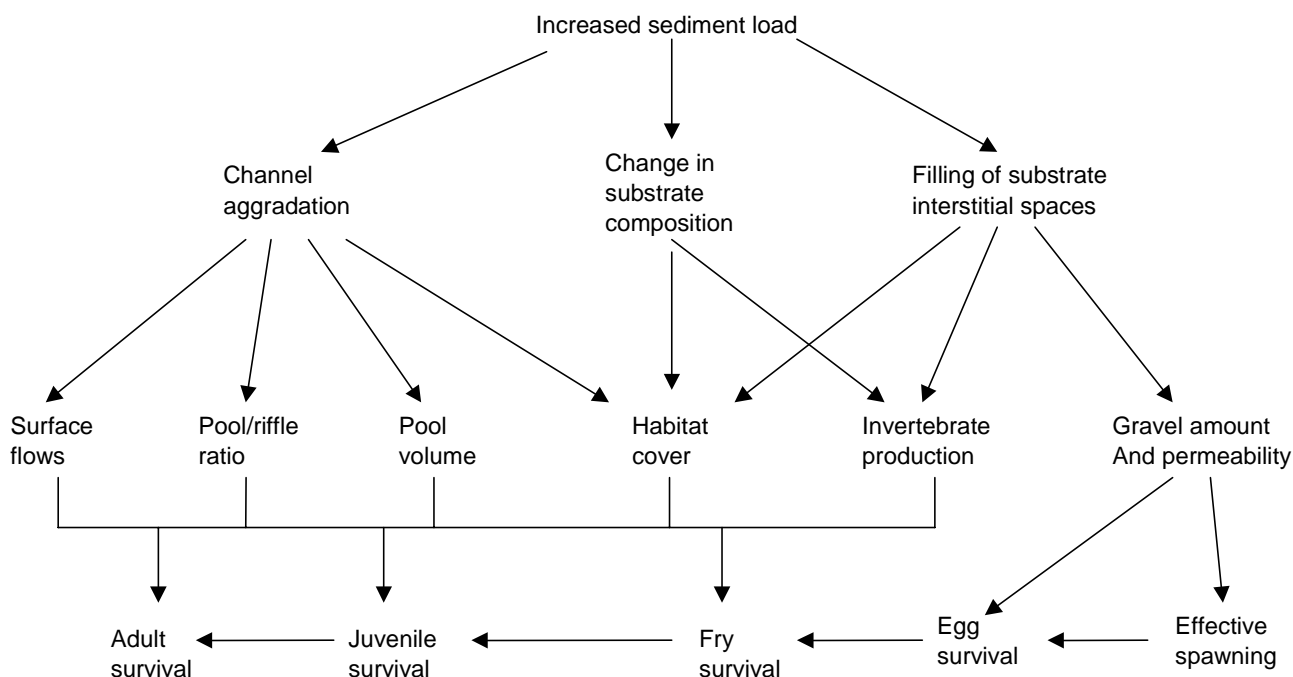 Increased sediment load
Channel
aggradation
Change in
substrate
composition
Filling of substrate
interstitial spaces
Surface
flows
Pool/riffle
ratio
Pool
volume
Habitat
cover
Invertebrate
production
Gravel amount
And permeability
Adult
survival
Juvenile
survival
Fry
survival
Egg
survival
Effective
spawning